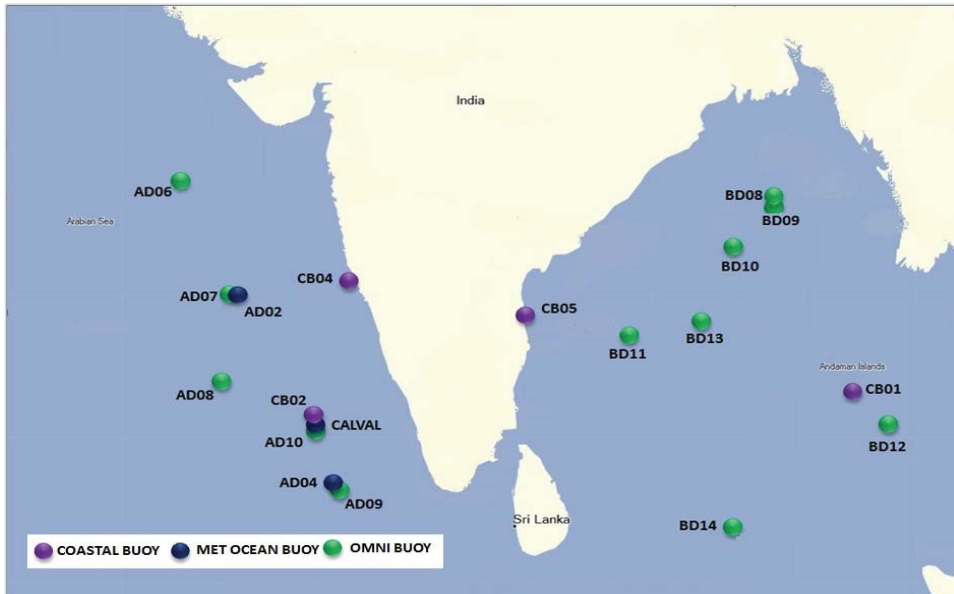 India
BD08
AD06
BD09
Arabian Sea
BD10
CB04
AD07
AD02
CB05
BD13
BD11
Andaman Islands
AD08
CB01
CB02
CALVAL
AD10
BD12
AD04
AD09
Sri Lanka
BD14
COASTAL BUOY MET OCEAN BUOY OMNI BUOY